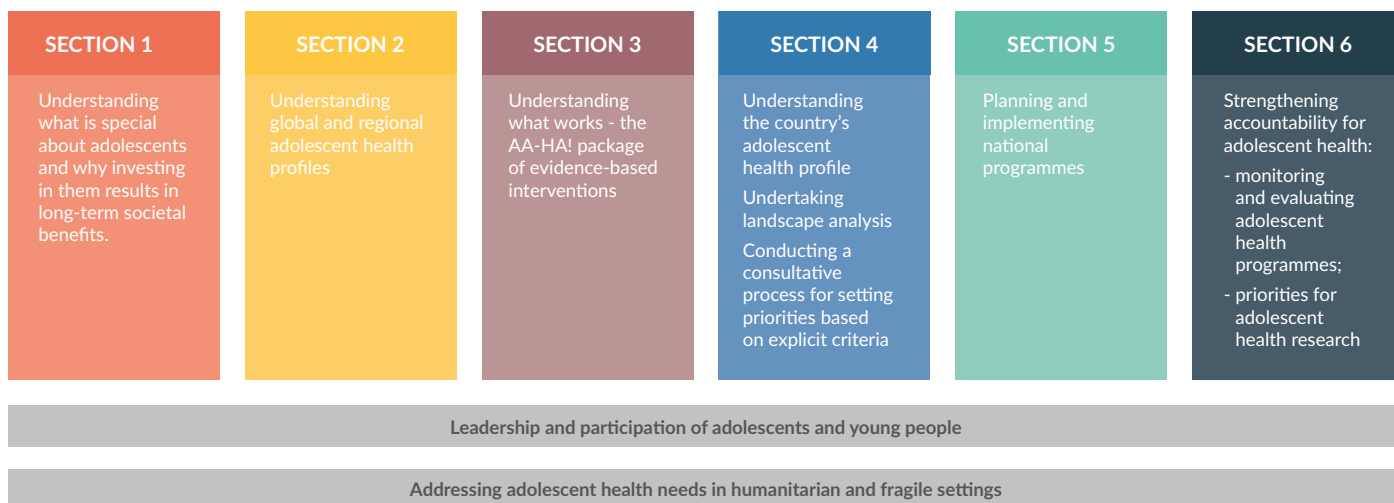 SECTION 1
Understanding
what is special
about adolescents
and why investing
in them results in
long-term societal
benefits.
SECTION 2
Understanding
global and regional
adolescent health
profiles
SECTION 3
Understanding
what works - the
AA-HA! package
of evidence-based
interventions
SECTION 4
Understanding
the country's
adolescent
health profile
Undertaking
landscape analysis
Conducting a
consultative
process for setting
priorities based
on explicit criteria
SECTION 5
Planning and
implementing
national
programmes
SECTION 6
Strengthening
accountability for
adolescent health:
- monitoring
and evaluating
adolescent
health
programmes;
- priorities for
adolescent
health research
Leadership and participation of adolescents and young people
Addressing adolescent health needs in humanitarian and fragile settings